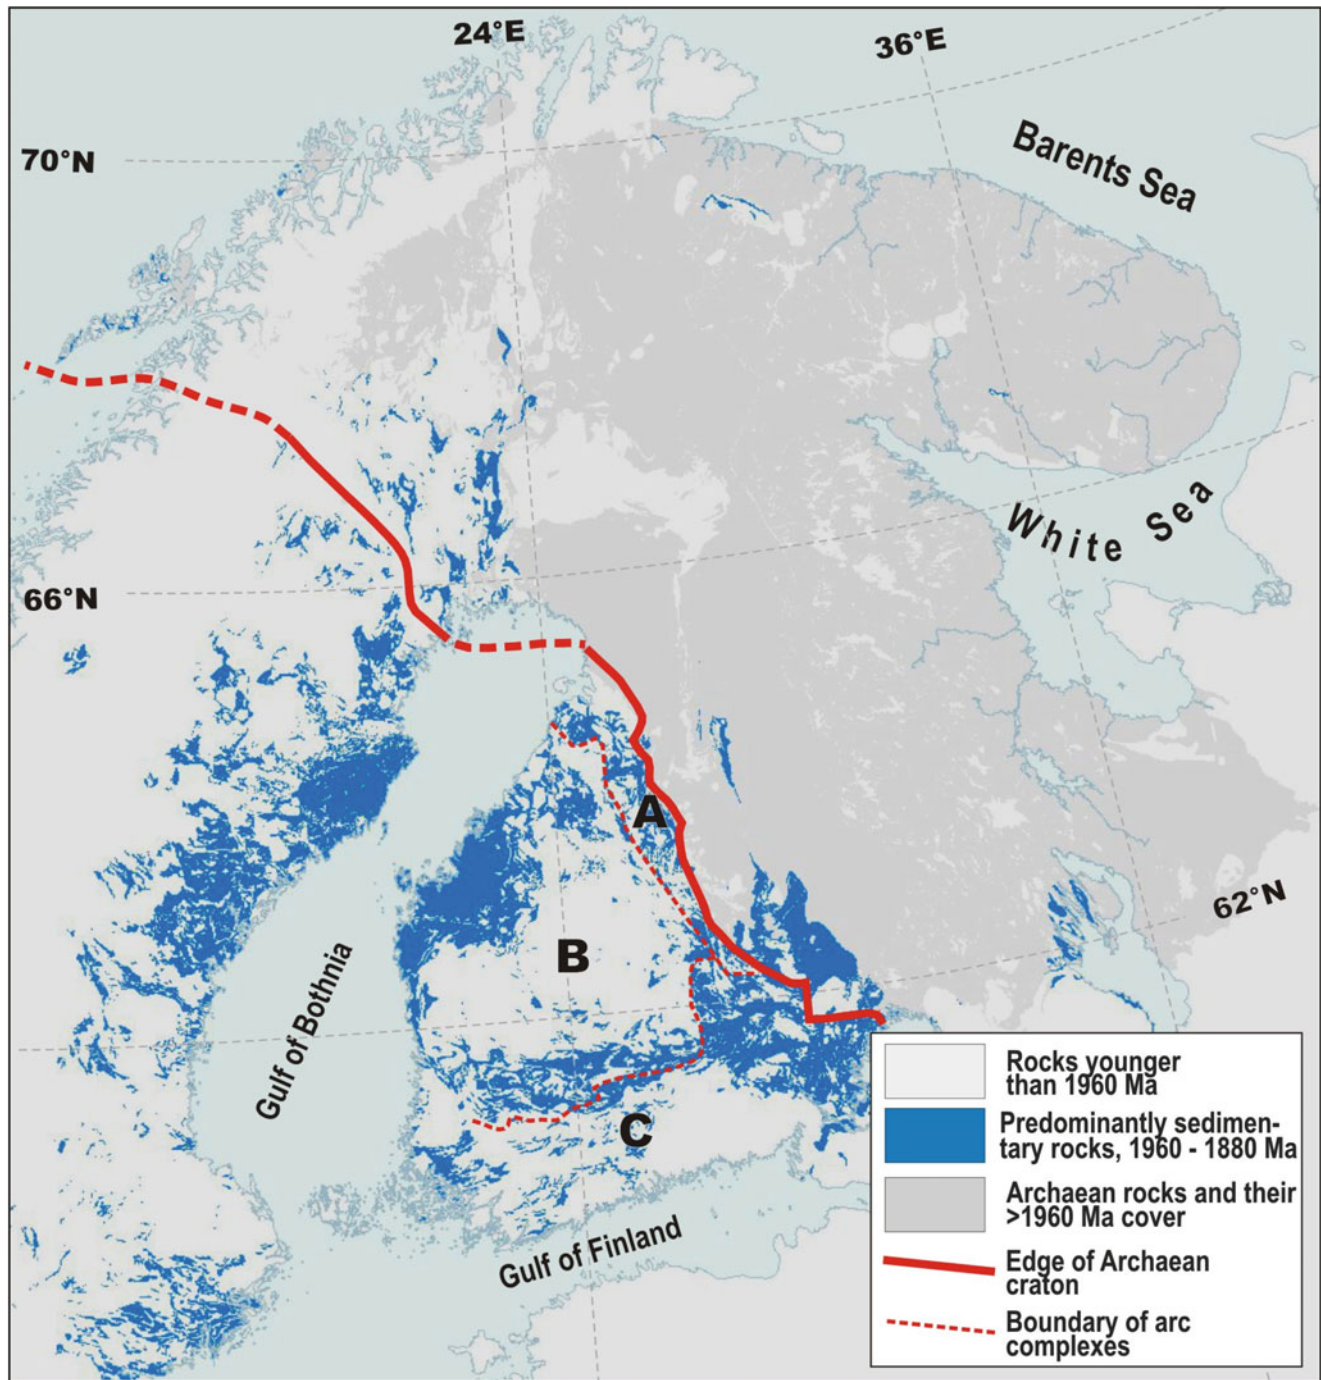 24°E
36°E
70°N
Barents Sea
White Sea
66°N
A
62°N
B
Gulf of Bothnia
C
Gulf of Finland
Rocks younger
than 1960 Ma
Predominantly sedimen-
tary rocks, 1960 - 1880 Ma
Archaean rocks and their
>1960 Ma cover
Edge of Archaean
craton
Boundary of arc
complexes